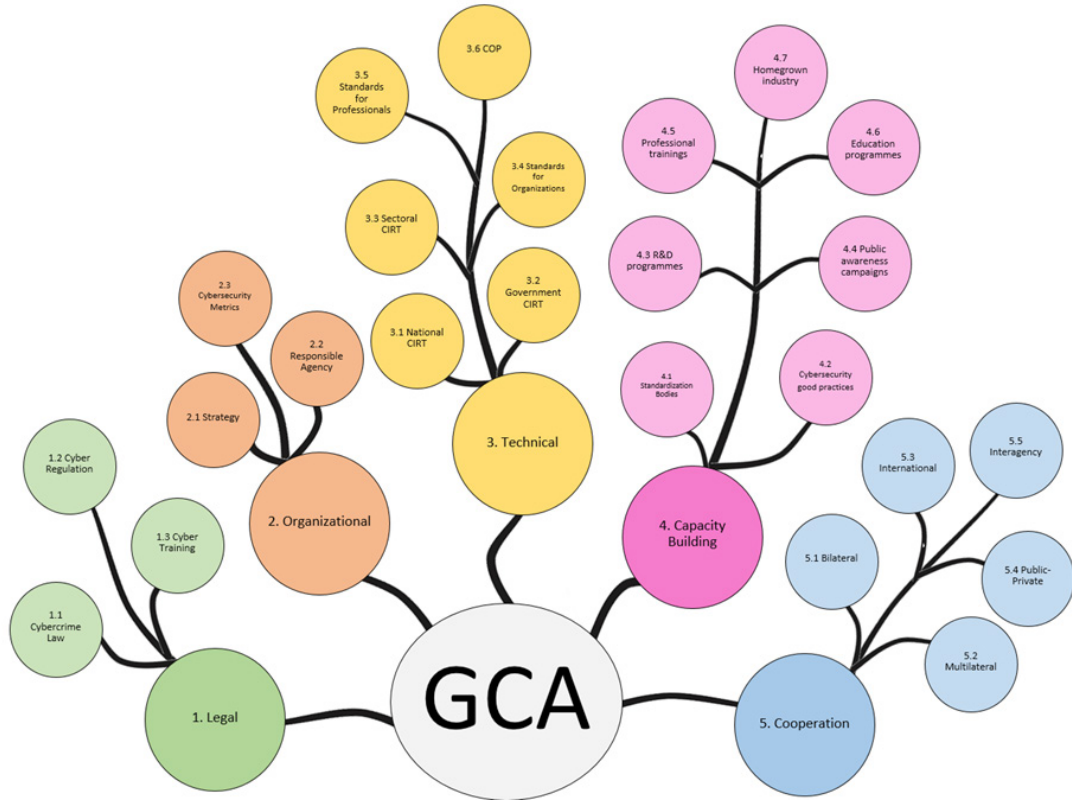 GCA
1. Legal
1.1
Cybercrime
Law
1.2 Cyber
Regulation
1.3 Cyber
Training
2. Organizational
2.1 Strategy
2.2
Responsible
Agency
2.3
Cybersecurity
Metrics
3. Technical
3.1 National
CIRT
3.2
Government
CIRT
3.3 Sectoral
CIRT
3.4 Standards
for
Organizations
3.5
Standards
for
Professionals
3.6 COP
4. Capacity
Building
4.1
Standardization
Bodies
4.2
Cybersecurity
good practices
4.3 R&D
programmes
4.4 Public
awareness
campaigns
4.5
Professional
trainings
4.6
Education
programmes
4.7
Homegrown
industry
5. Cooperation
5.1 Bilateral
5.2
Multilateral
5.3
International
5.4 Public-
Private
5.5
Interagency